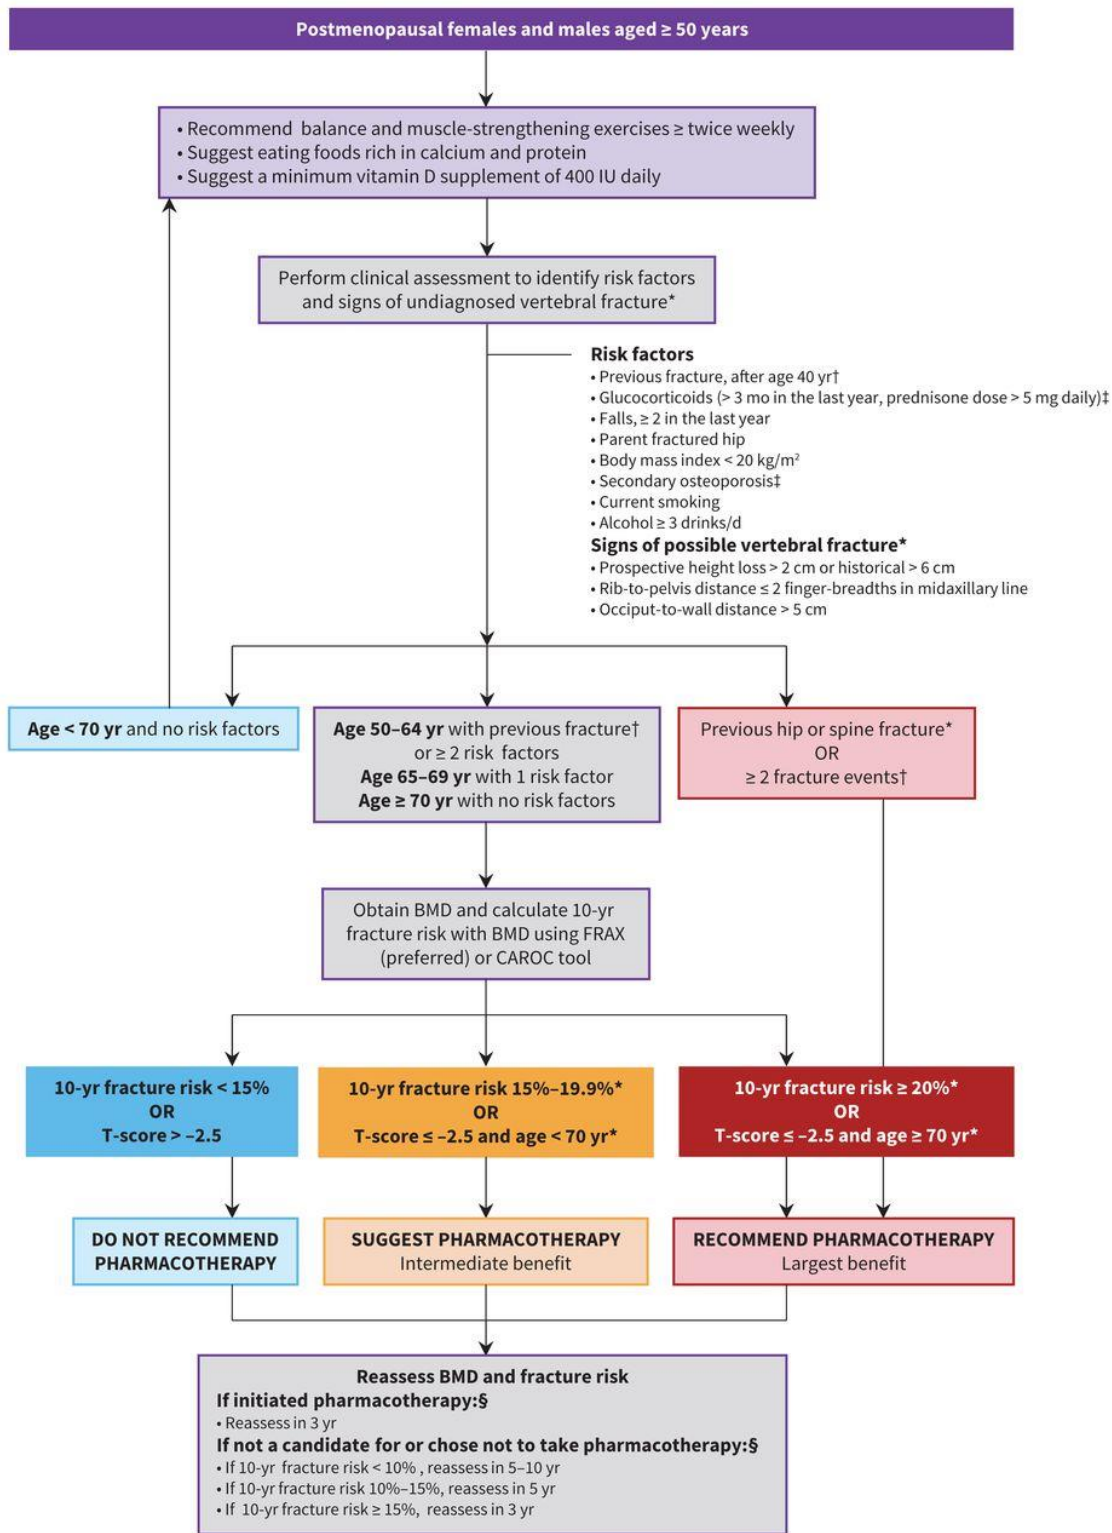 Postmenopausal females and males aged ≥ 50 years
• Recommend balance and muscle-strengthening exercises ≥ twice weekly
• Suggest eating foods rich in calcium and protein
• Suggest a minimum vitamin D supplement of 400 IU daily
Perform clinical assessment to identify risk factors
and signs of undiagnosed vertebral fracture*
Risk factors
• Previous fracture, after age 40 yr†
• Glucocorticoids (> 3 mo in the last year, prednisone dose > 5 mg daily)‡
• Falls, ≥ 2 in the last year
• Parent fractured hip
• Body mass index < 20 kg/m²
• Secondary osteoporosis‡
• Current smoking
• Alcohol ≥ 3 drinks/d
Signs of possible vertebral fracture*
• Prospective height loss > 2 cm or historical > 6 cm
• Rib-to-pelvis distance ≤ 2 finger-breadths in midaxillary line
• Occiput-to-wall distance > 5 cm
Age < 70 yr and no risk factors
Age 50–64 yr with previous fracture†
or ≥ 2 risk factors
Age 65–69 yr with 1 risk factor
Age ≥ 70 yr with no risk factors
Previous hip or spine fracture*
OR
≥ 2 fracture events†
Obtain BMD and calculate 10-yr
fracture risk with BMD using FRAX
(preferred) or CAROC tool
10-yr fracture risk < 15%
OR
T-score > –2.5
10-yr fracture risk 15%–19.9%*
OR
T-score ≤ –2.5 and age < 70 yr*
10-yr fracture risk ≥ 20%*
OR
T-score ≤ –2.5 and age ≥ 70 yr*
DO NOT RECOMMEND
PHARMACOTHERAPY
SUGGEST PHARMACOTHERAPY
Intermediate benefit
RECOMMEND PHARMACOTHERAPY
Largest benefit
Reassess BMD and fracture risk
If initiated pharmacotherapy:§
• Reassess in 3 yr
If not a candidate for or chose not to take pharmacotherapy:§
• If 10-yr fracture risk < 10% , reassess in 5–10 yr
• If 10-yr fracture risk 10%–15%, reassess in 5 yr
• If 10-yr fracture risk ≥ 15%, reassess in 3 yr